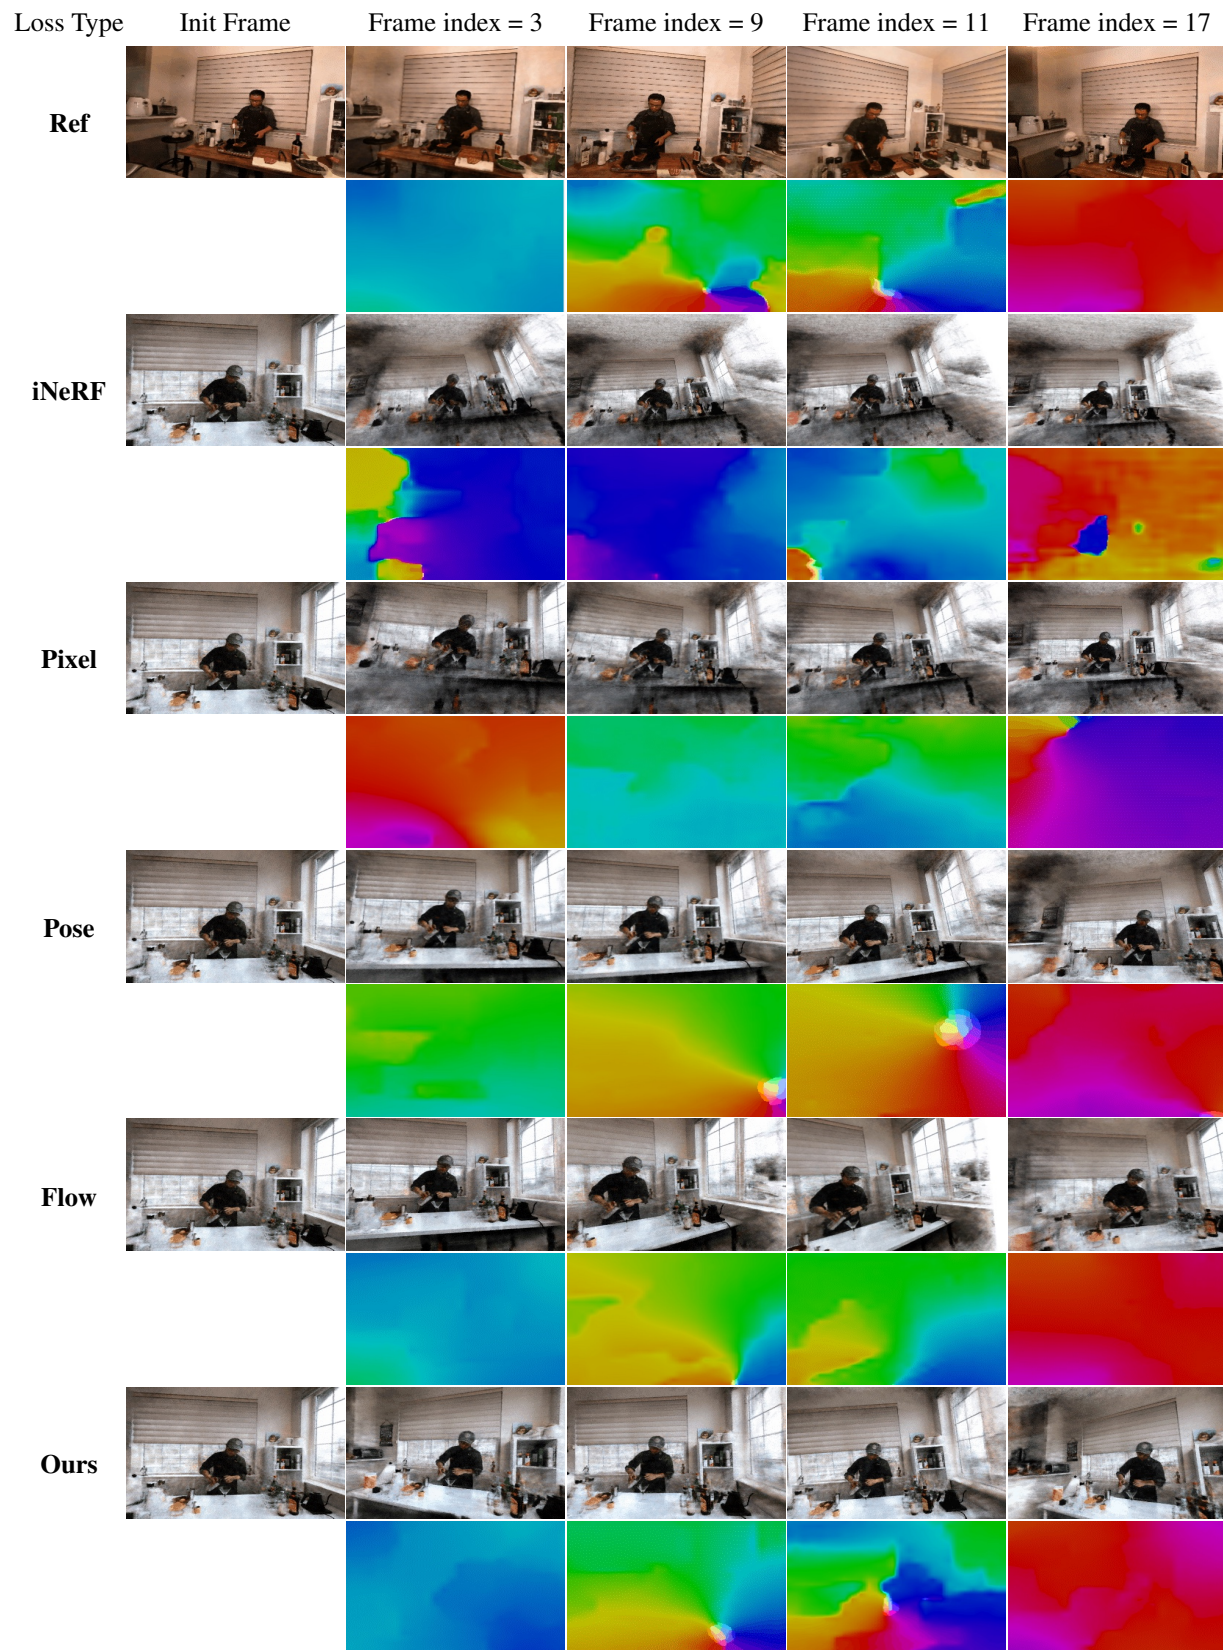 Loss Type Init Frame Frame index = 3 Frame index = 9 Frame index = 11 Frame index = 17
Ref
iNeRF
Pixel
Pose
Flow
Ours